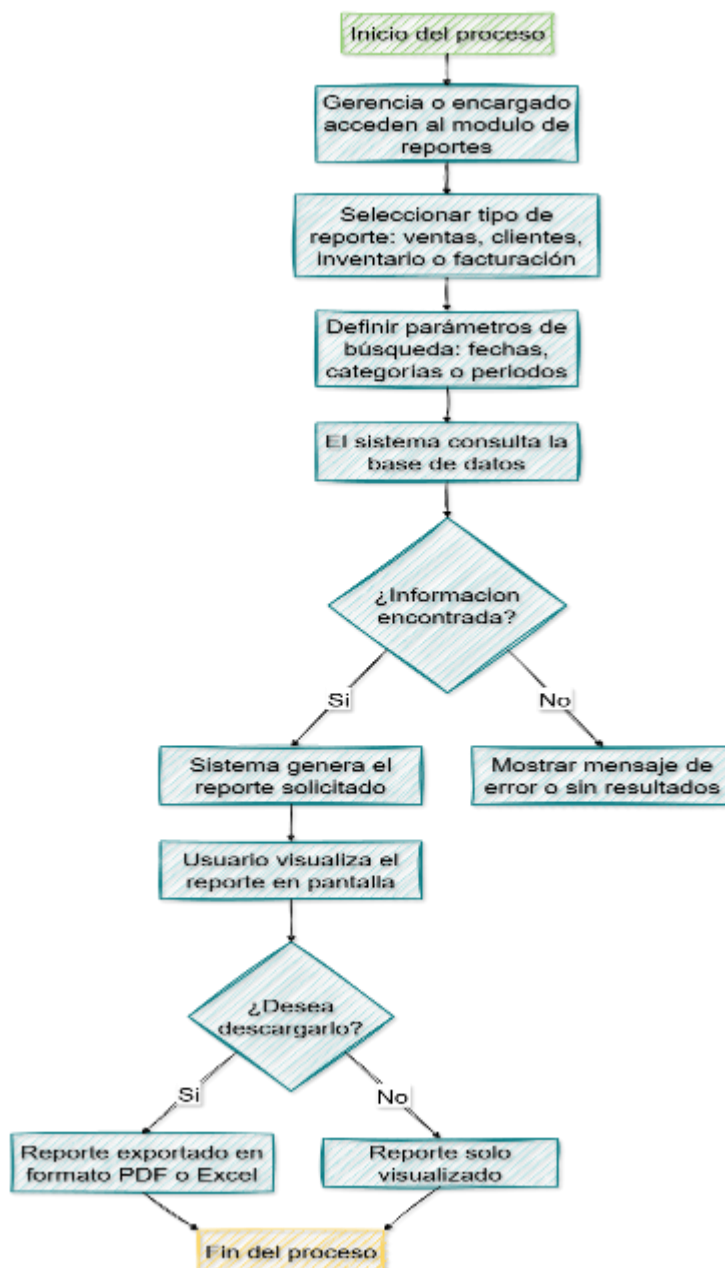 Inicio del proceso
Gerencia o encargado
acceden al modulo de
reportes
Seleccionar tipo de
reporte: ventas, clientes,
inventario o facturación
Definir parámetros de
búsqueda: fechas,
categorías o periodos
El sistema consulta la
base de datos
¿Informacion
encontrada?
Si
No
Sistema genera el
reporte solicitado
Mostrar mensaje de
error o sin resultados
Usuario visualiza el
reporte en pantalla
¿Desea
descargarlo?
Si
No
Reporte exportado en
formato PDF o Excel
Reporte solo
visualizado
Fin del proceso